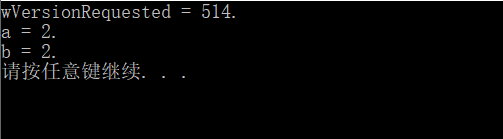 wVersionRequested = 514.
a = 2.
b = 2.
请按任意键继续. . .